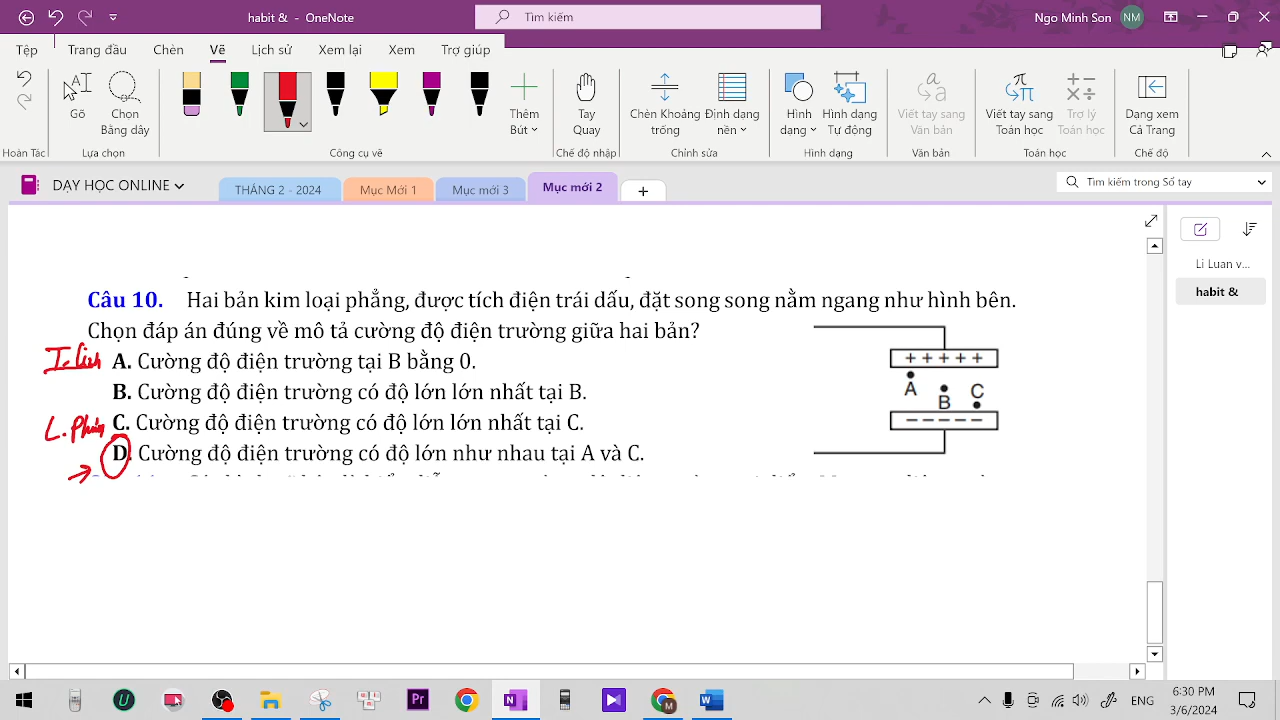 habit & - OneNote
Tìm kiếm
Ngo Minh Son
NM
Tệp Trang đầu Chèn Vẽ Lịch sử Xem lại Xem Trợ giúp
Gõ
Chọn Bằng dây
Thêm Bút
Tay Quay
Chèn Khoảng trống
Định dạng nền
Hình dạng
Hình dạng Tự động
Viết tay sang Văn bản
Viết tay sang Toán học
Trợ lý Toán học
Dạng xem Cả Trang
Hoàn Tác Lựa chọn Công cụ vẽ Chế độ nhập Chỉnh sửa Hình dạng Văn bản Toán học Chế độ
DẠY HỌC ONLINE THÁNG 2 - 2024 Mục Mới 1 Mục mới 3 Mục mới 2 + Tìm kiếm trong Số tay
Li Luan v...
habit &
Câu 10. Hai bản kim loại phẳng, được tích điện trái dấu, đặt song song nằm ngang như hình bên.
Chọn đáp án đúng về mô tả cường độ điện trường giữa hai bản?
A. Cường độ điện trường tại B bằng 0.
B. Cường độ điện trường có độ lớn lớn nhất tại B.
C. Cường độ điện trường có độ lớn lớn nhất tại C.
D. Cường độ điện trường có độ lớn như nhau tại A và C.
+ + + + +
A B C
− − − − −
Pr
N
M
W
ENG
6:30 PM
3/6/2024